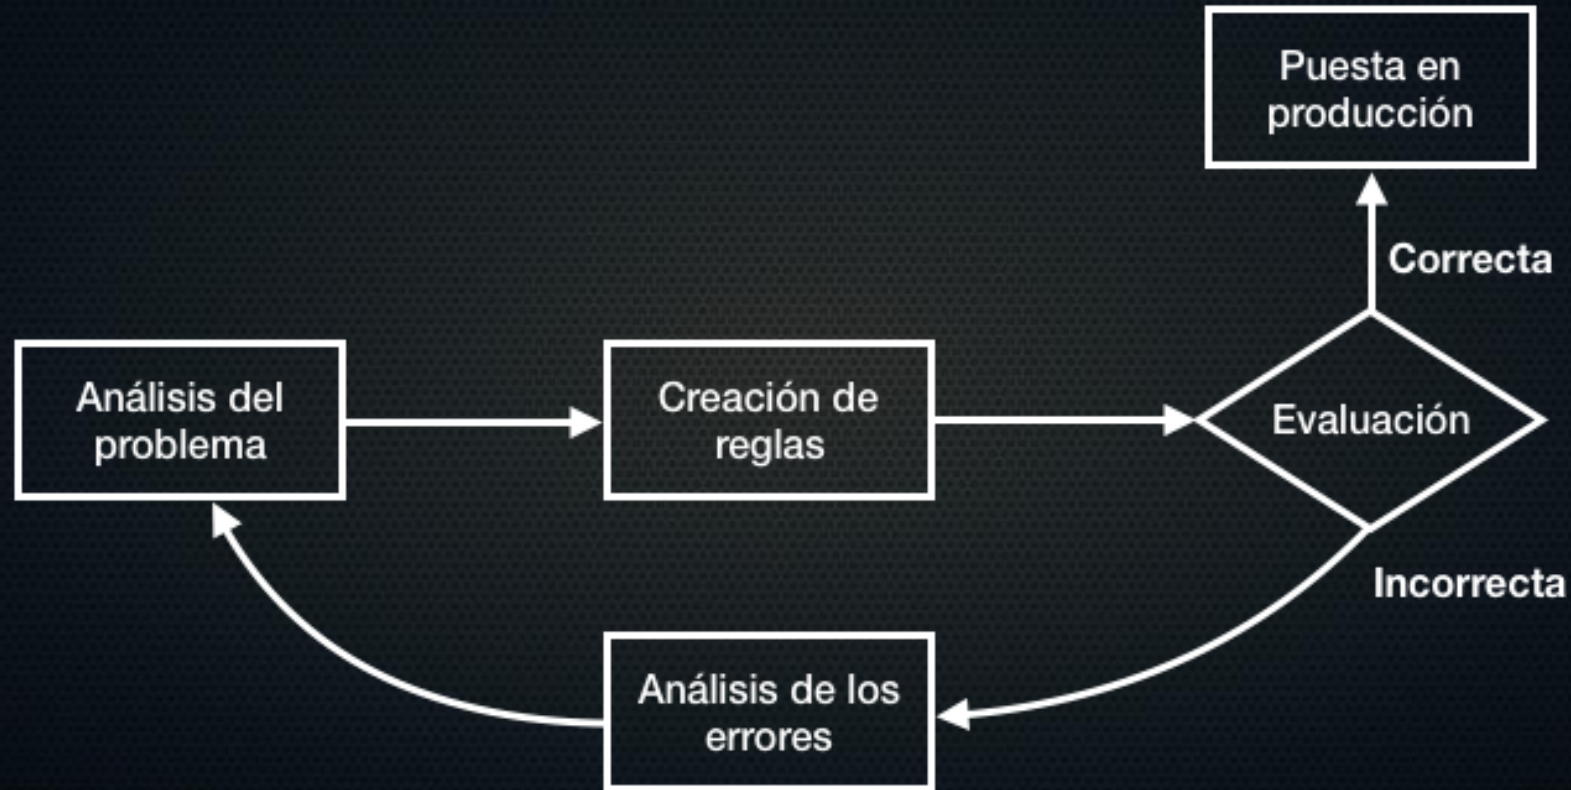 Puesta en
producción
Correcta
Análisis del
problema
Creación de
reglas
Evaluación
Incorrecta
Análisis de los
errores